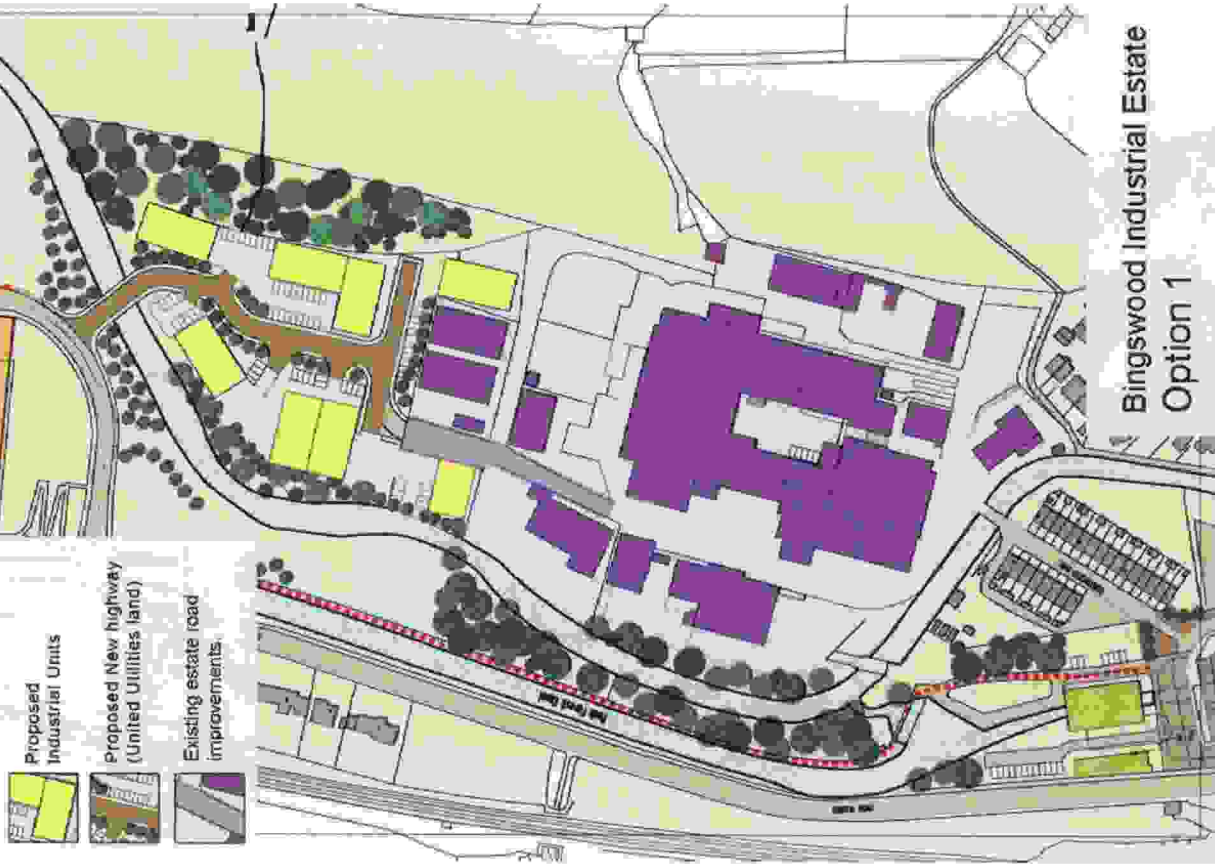 Bingswood Industrial Estate
Option 1
Proposed
Industrial Units
Proposed New highway
(United Utilities land)
Existing estate road
improvements